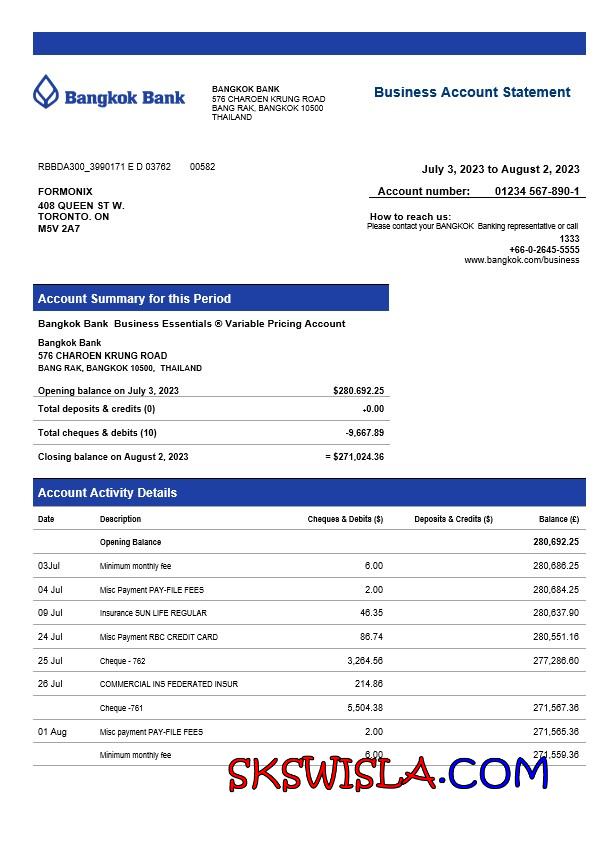 Bangkok Bank
BANGKOK BANK
576 CHAROEN KRUNG ROAD
BANG RAK, BANGKOK 10500
THAILAND
Business Account Statement
RBBDA300_3990171 E D 03762 00582
July 3, 2023 to August 2, 2023
FORMONIX
408 QUEEN ST W.
TORONTO. ON
M5V 2A7
Account number: 01234 567-890-1
How to reach us:
Please contact your BANGKOK Banking representative or call
1333
+66-0-2645-5555
www.bangkok.com/business
Account Summary for this Period
Bangkok Bank Business Essentials ® Variable Pricing Account
Bangkok Bank
576 CHAROEN KRUNG ROAD
BANG RAK, BANGKOK 10500, THAILAND
Opening balance on July 3, 2023 $280.692.25
Total deposits & credits (0) +0.00
Total cheques & debits (10) -9,667.89
Closing balance on August 2, 2023 = $271,024.36
Account Activity Details
Date Description Cheques & Debits ($) Deposits & Credits ($) Balance (£)
Opening Balance 280,692.25
03Jul Minimum monthly fee 6.00 280,686.25
04 Jul Misc Payment PAY-FILE FEES 2.00 280,684.25
09 Jul Insurance SUN LIFE REGULAR 46.35 280,637.90
24 Jul Misc Payment RBC CREDIT CARD 86.74 280,551.16
25 Jul Cheque - 762 3,264.56 277,286.60
26 Jul COMMERCIAL INS FEDERATED INSUR 214.86
Cheque -761 5,504.38 271,567.36
01 Aug Misc payment PAY-FILE FEES 2.00 271,565.36
Minimum monthly fee 6.00 271,559.36
SKSWISLA.COM